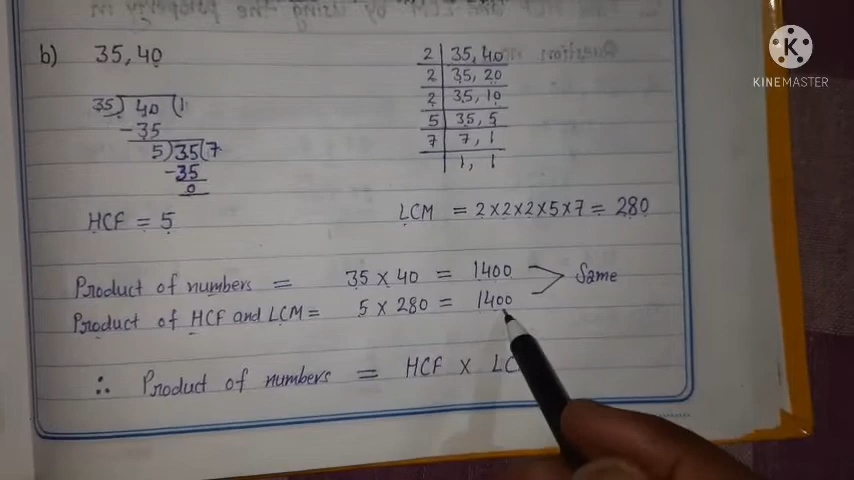 b) 35, 40
35) 40 (1
-35
5) 35 (7
-35
0
HCF = 5
2 | 35, 40
2 | 35, 20
2 | 35, 10
5 | 35, 5
7 | 7, 1
| 1, 1
LCM = 2×2×2×5×7 = 280
Product of numbers = 35 × 40 = 1400
Same
Product of HCF and LCM = 5 × 280 = 1400
∴ Product of numbers = HCF × LC
KINEMASTER